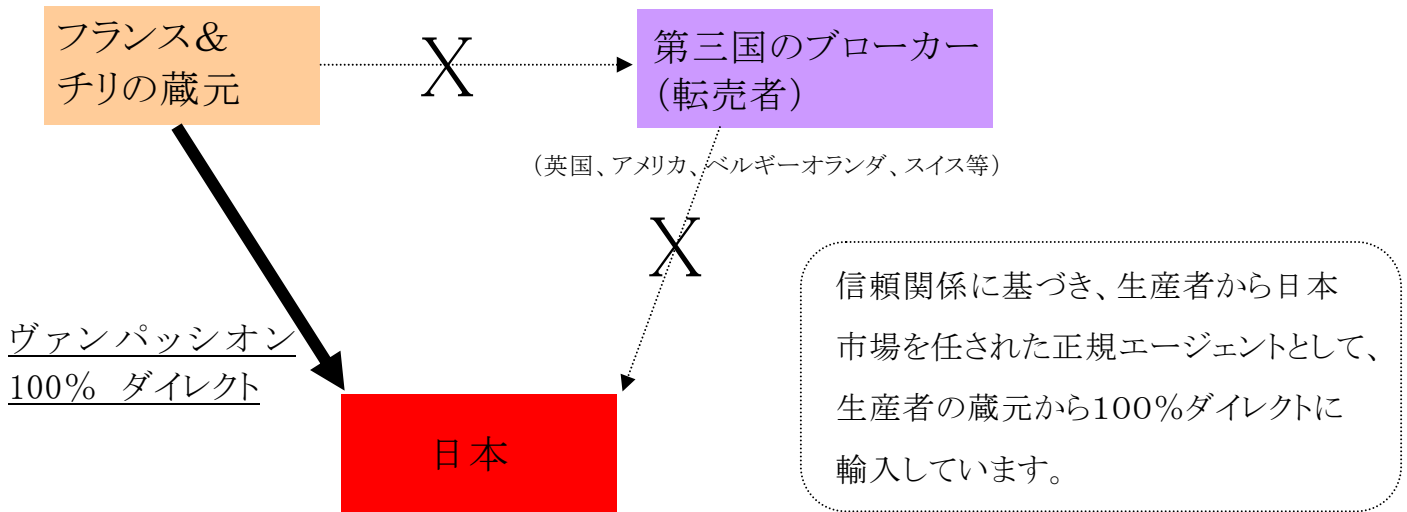 フランス&
チリの蔵元
X
第三国のブローカー
(転売者)
(英国、アメリカ、ベルギーオランダ、スイス等)
X
ヴァンパッシオン
100% ダイレクト
日本
信頼関係に基づき、生産者から日本
市場を任された正規エージェントとして、
生産者の蔵元から100%ダイレクトに
輸入しています。